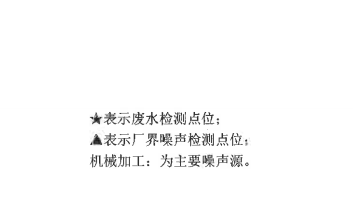 ★表示废水检测点位；
▲表示厂界噪声检测点位；
机械加工：为主要噪声源。